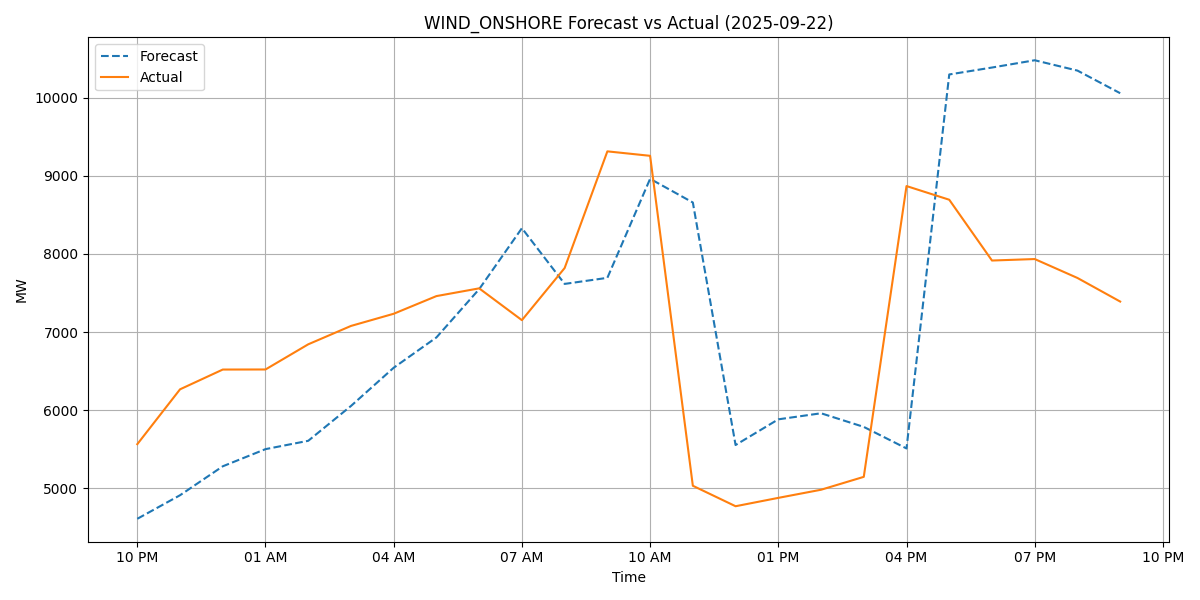 WIND_ONSHORE Forecast vs Actual (2025-09-22)
Forecast
Actual
10000
9000
8000
7000
6000
5000
MW
10 PM 01 AM 04 AM 07 AM 10 AM 01 PM 04 PM 07 PM 10 PM
Time